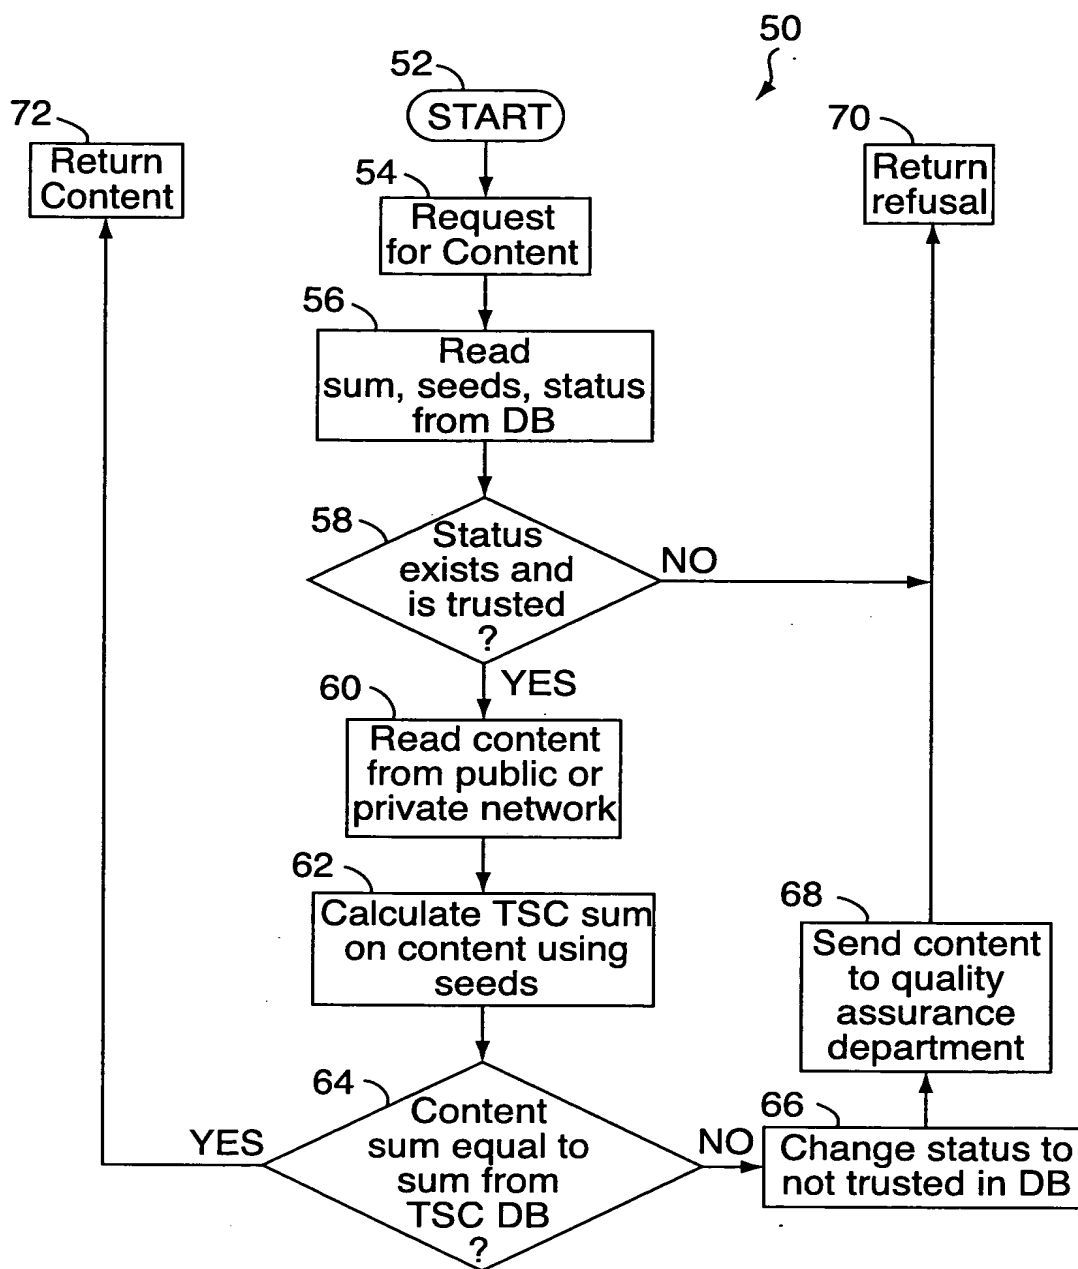 50
52
START
72
Return
Content
70
Return
refusal
54
Request
for Content
56
Read
sum, seeds, status
from DB
58
Status
exists and
is trusted
?
NO
YES
60
Read content
from public or
private network
62
Calculate TSC sum
on content using
seeds
68
Send content
to quality
assurance
department
64
Content
sum equal to
sum from
TSC DB
?
YES
NO
66
Change status to
not trusted in DB